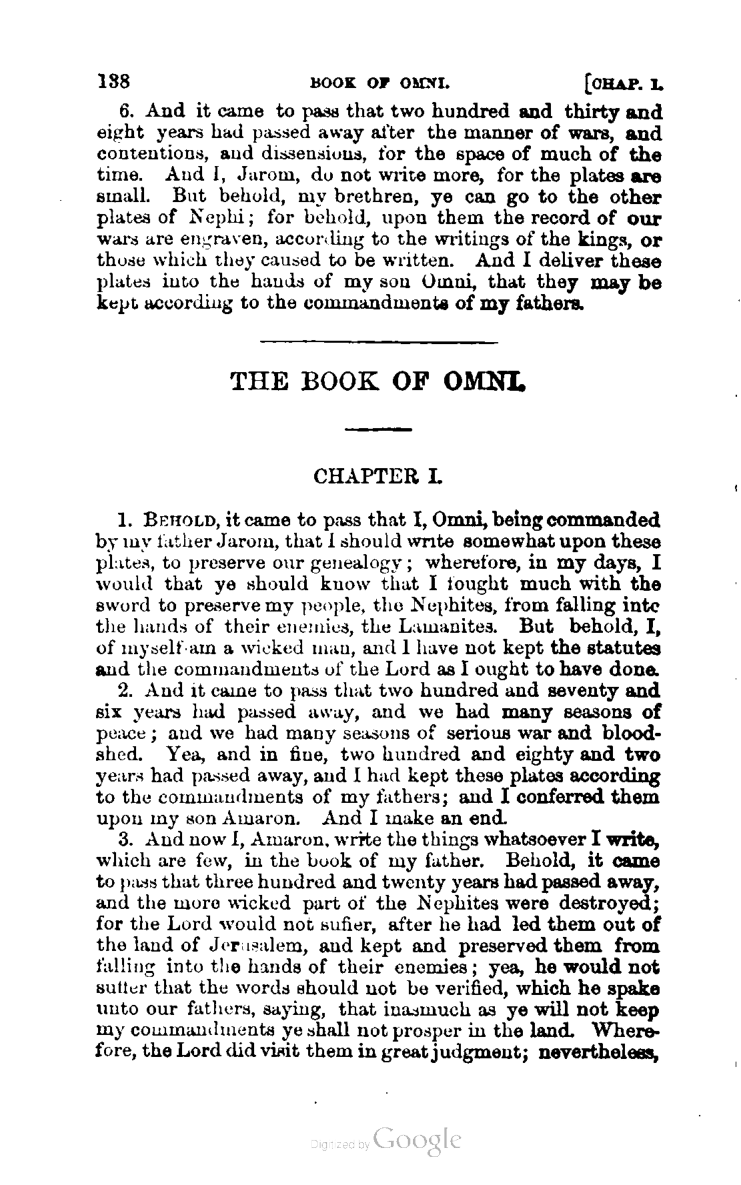 138 BOOK OF OMNI. [CHAP. I.
6. And it came to pass that two hundred and thirty and
eight years had passed away after the manner of wars, and
contentions, and dissensions, for the space of much of the
time. And I, Jarom, do not write more, for the plates are
small. But behold, my brethren, ye can go to the other
plates of Nephi; for behold, upon them the record of our
wars are engraven, according to the writings of the kings, or
those which they caused to be written. And I deliver these
plates into the hands of my son Omni, that they may be
kept according to the commandments of my fathers.
THE BOOK OF OMNI.
CHAPTER I.
1. BEHOLD, it came to pass that I, Omni, being commanded
by my father Jarom, that I should write somewhat upon these
plates, to preserve our genealogy; wherefore, in my days, I
would that ye should know that I fought much with the
sword to preserve my people, the Nephites, from falling into
the hands of their enemies, the Lamanites. But behold, I,
of myself am a wicked man, and I have not kept the statutes
and the commandments of the Lord as I ought to have done.
2. And it came to pass that two hundred and seventy and
six years had passed away, and we had many seasons of
peace; and we had many seasons of serious war and blood-
shed. Yea, and in fine, two hundred and eighty and two
years had passed away, and I had kept these plates according
to the commandments of my fathers; and I conferred them
upon my son Amaron. And I make an end.
3. And now I, Amaron, write the things whatsoever I write,
which are few, in the book of my father. Behold, it came
to pass that three hundred and twenty years had passed away,
and the more wicked part of the Nephites were destroyed;
for the Lord would not suffer, after he had led them out of
the land of Jerusalem, and kept and preserved them from
falling into the hands of their enemies; yea, he would not
suffer that the words should not be verified, which he spake
unto our fathers, saying, that inasmuch as ye will not keep
my commandments ye shall not prosper in the land. Where-
fore, the Lord did visit them in great judgment; nevertheless,
Digitized by Google